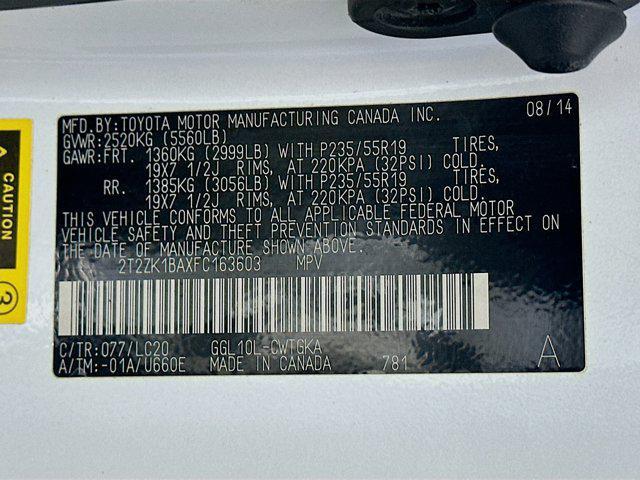 MFD.BY:TOYOTA MOTOR MANUFACTURING CANADA INC. 08/14
GVWR:2520KG (5560LB)
GAWR:FRT. 1360KG (2999LB) WITH P235/55R19 TIRES,
19X7 1/2J RIMS, AT 220KPA (32PSI) COLD.
RR. 1385KG (3056LB) WITH P235/55R19 TIRES,
19X7 1/2J RIMS, AT 220KPA (32PSI) COLD.
THIS VEHICLE CONFORMS TO ALL APPLICABLE FEDERAL MOTOR
VEHICLE SAFETY AND THEFT PREVENTION STANDARDS IN EFFECT ON
THE DATE OF MANUFACTURE SHOWN ABOVE.
2T2ZK1BAXFC163603 MPV
C/TR:077/LC20 GGL10L-CWTGKA
A/TM:-01A/U660E MADE IN CANADA 781 A
CAUTION
3